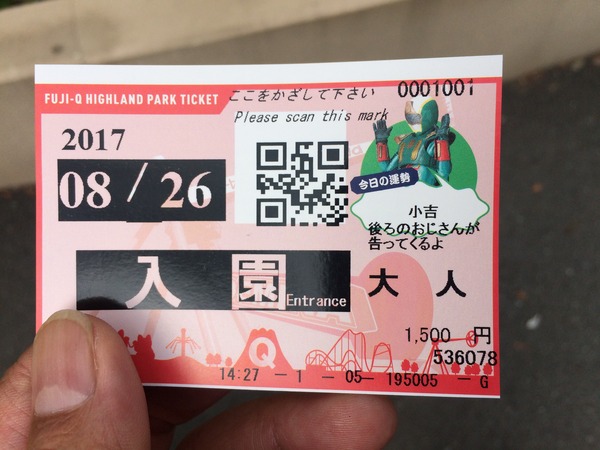 FUJI-Q HIGHLAND PARK TICKET
ここをかざして下さい
0001001
Please scan this mark
2017
08/26
今日の運勢
小吉
後ろのおじさんが
告ってくるよ
入園 Entrance 大人
1,500 円
536078
Q
14:27 - 1 - 05- 195005 - G